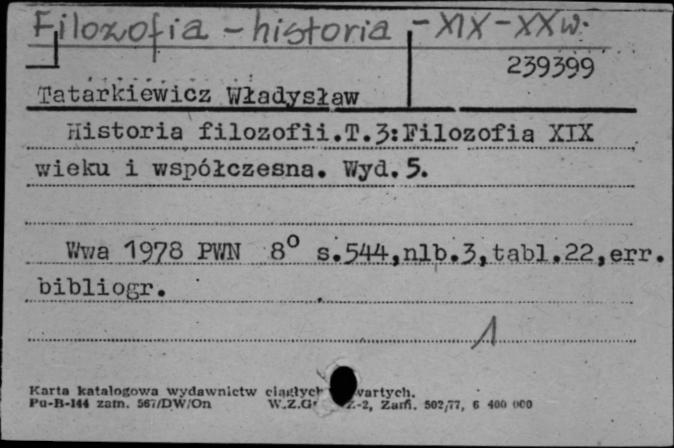 Filozofia - historia - XIX - XX w.
239399
Tatarkiewicz Władysław
Historia filozofii.T.3:Filozofia XIX
wieku i współczesna. Wyd.5.
Wwa 1978 PWN 8° s.544,nlb.3,tabl.22,err.
bibliogr.
1
Karta katalogowa wydawnictw
Pu-B-144 zam. 567/DW/On W.Z.G -2, Zam. 502/77, 6 400 000